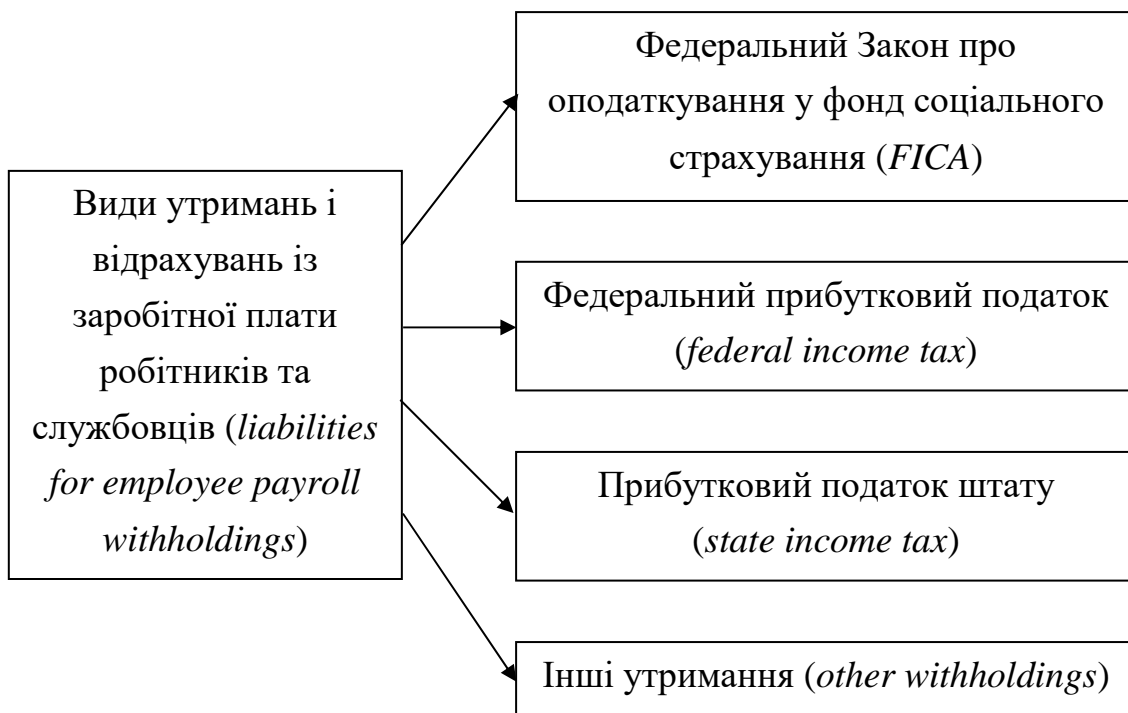 Види утримань і
відрахувань із
заробітної плати
робітників та
службовців (liabilities
for employee payroll
withholdings)
Федеральний Закон про
оподаткування у фонд соціального
страхування (FICA)
Федеральний прибутковий податок
(federal income tax)
Прибутковий податок штату
(state income tax)
Інші утримання (other withholdings)